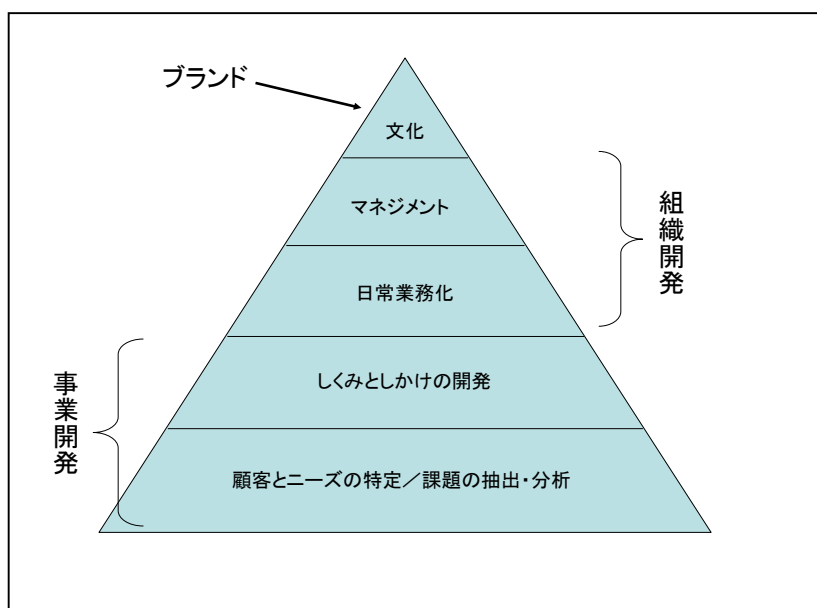 ブランド
文化
マネジメント
組織開発
日常業務化
しくみとしかけの開発
事業開発
顧客とニーズの特定／課題の抽出・分析